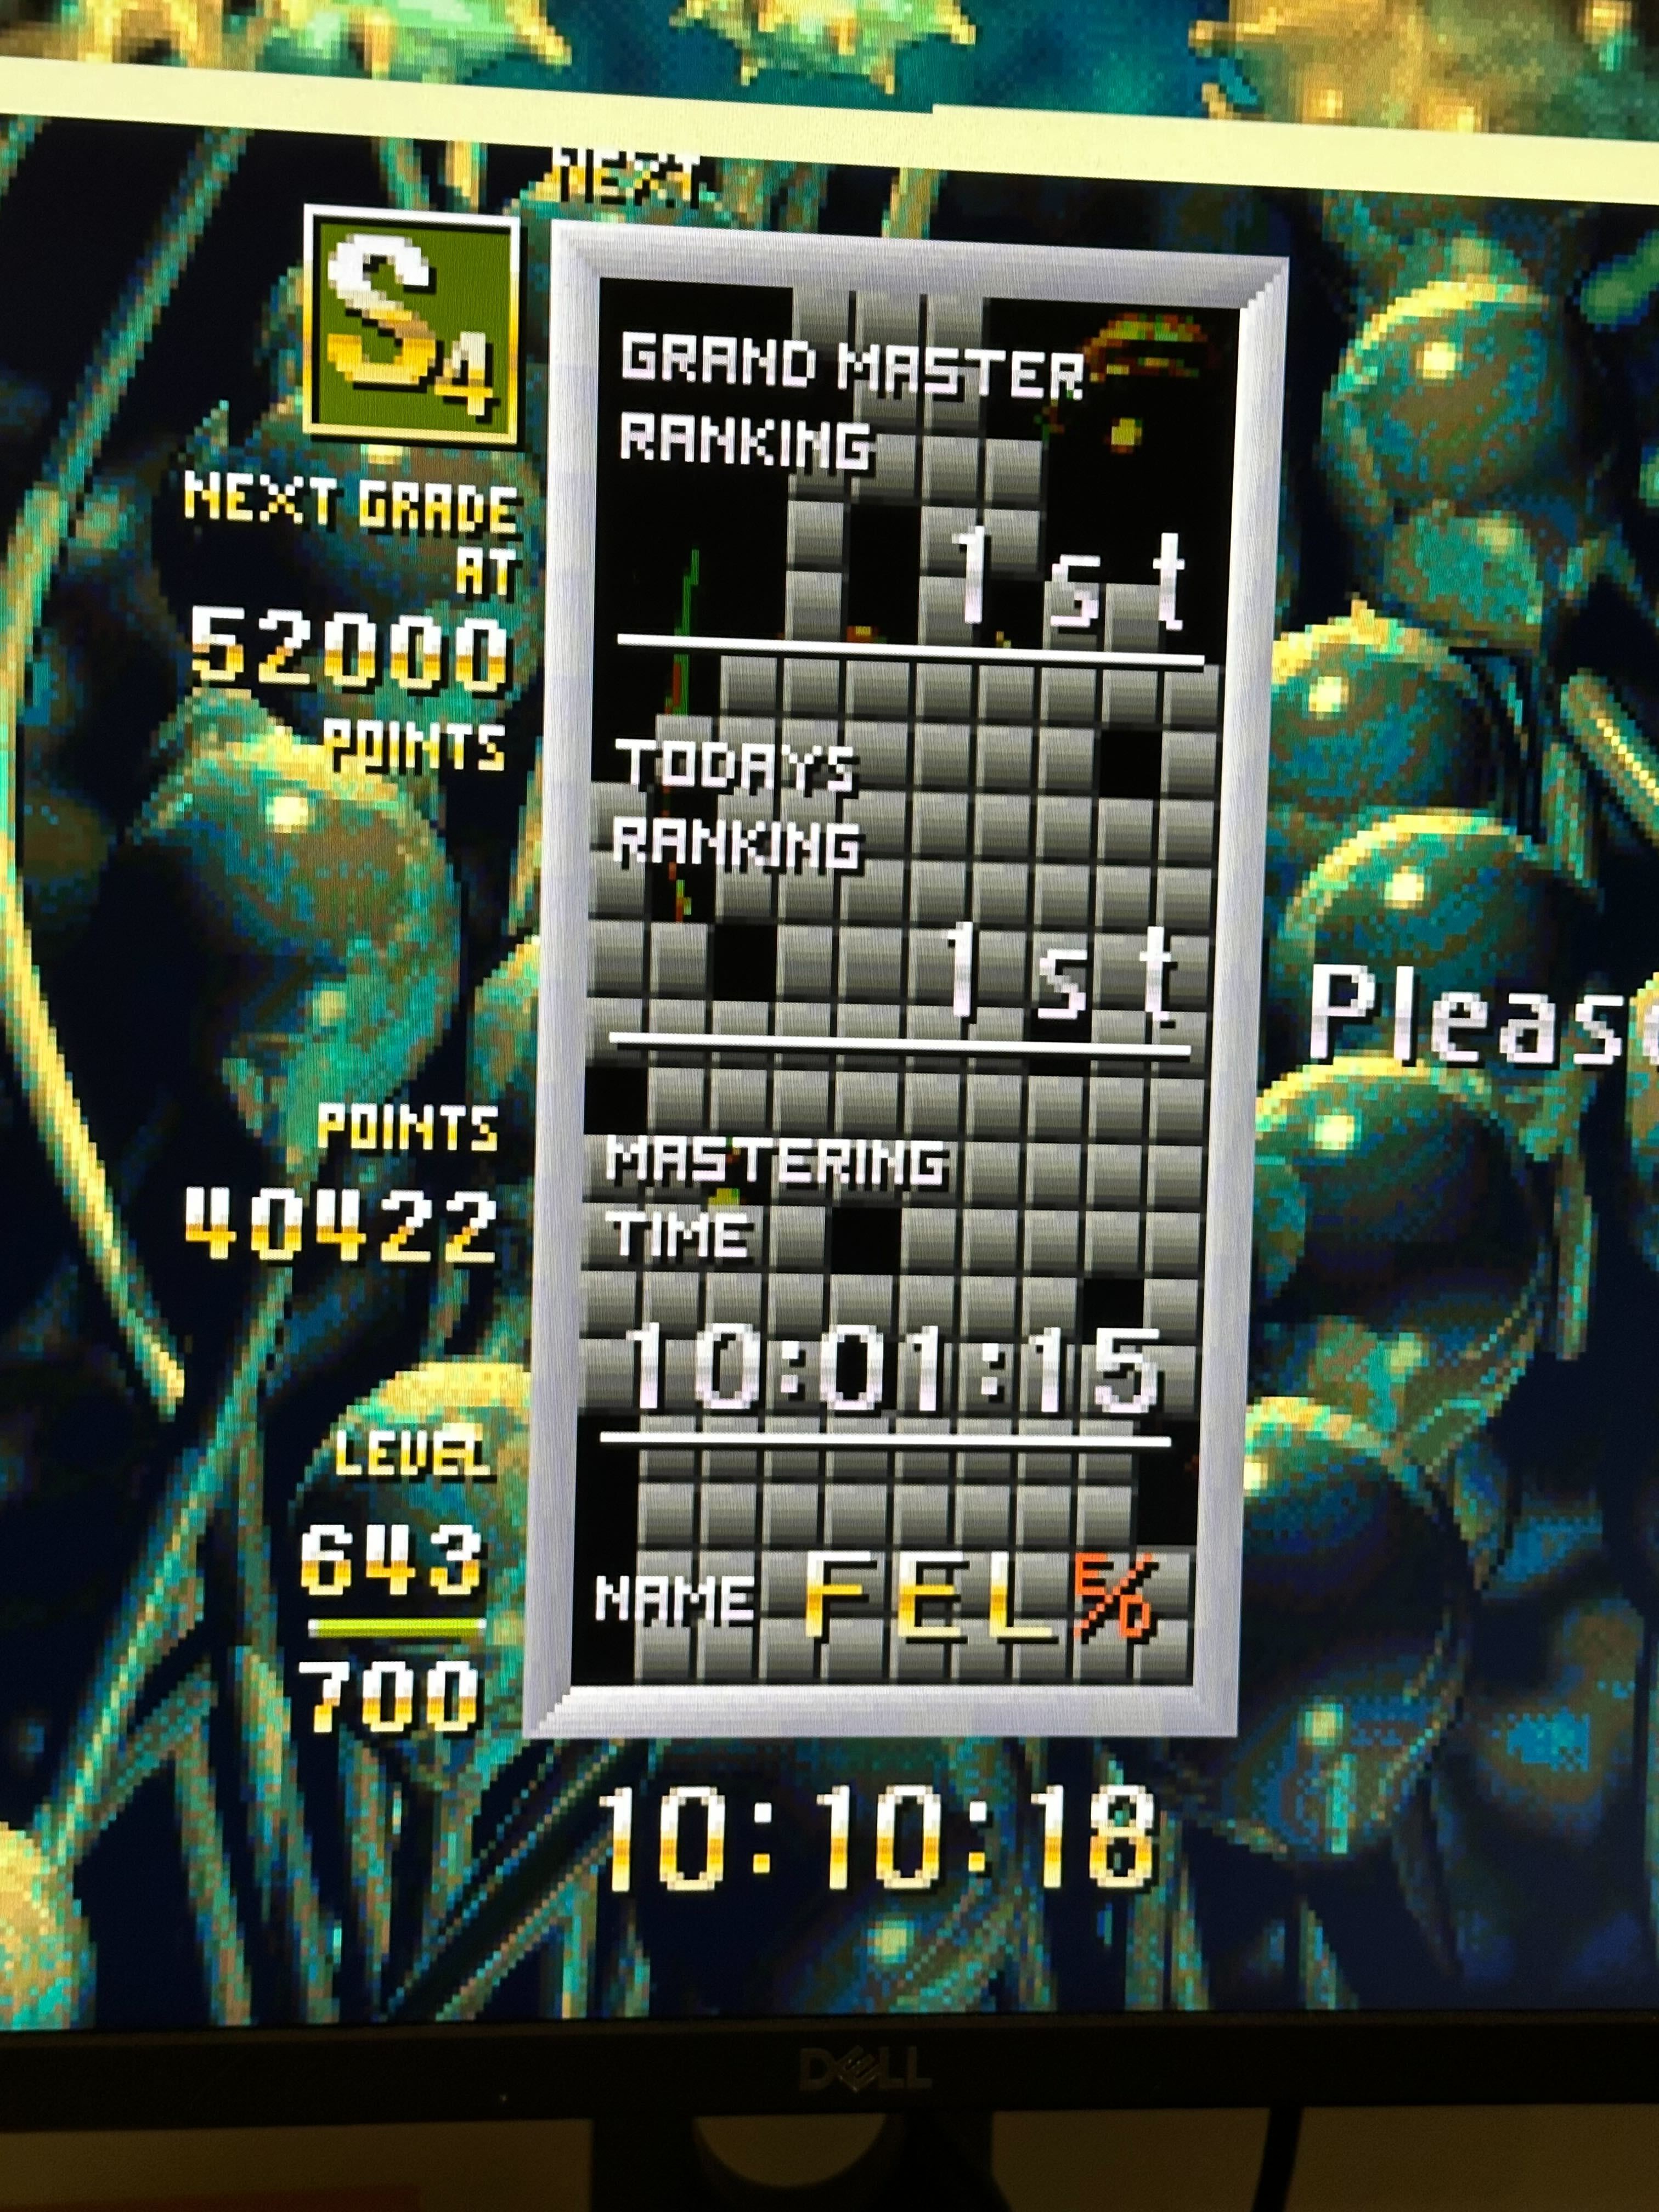 NEXT
S4
NEXT GRADE
AT
52000
POINTS
POINTS
40422
LEVEL
643
700
GRAND MASTER
RANKING
1st
TODAYS
RANKING
1st
MASTERING
TIME
10:01:15
NAME FEL E/D
10:10:18
Please
DELL